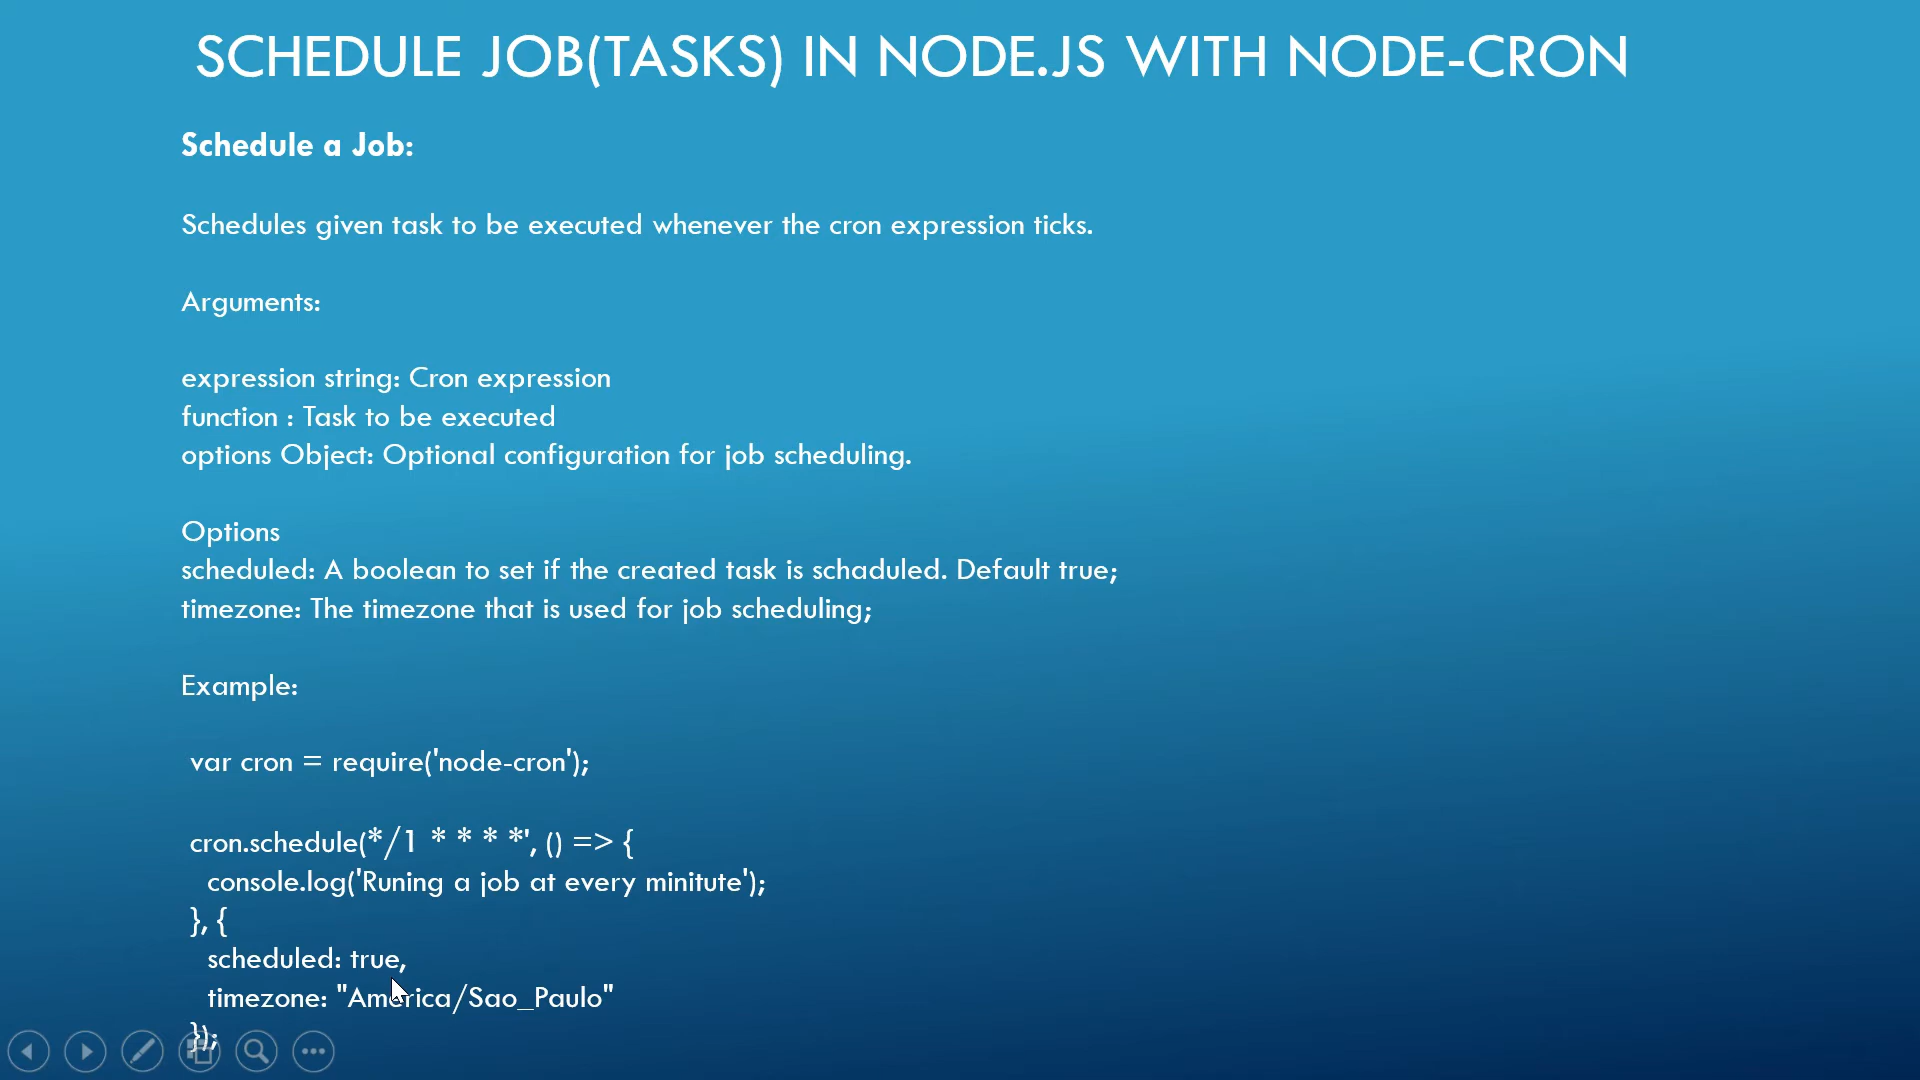 SCHEDULE JOB(TASKS) IN NODE.JS WITH NODE-CRON
Schedule a Job:
Schedules given task to be executed whenever the cron expression ticks.
Arguments:
expression string: Cron expression
function : Task to be executed
options Object: Optional configuration for job scheduling.
Options
scheduled: A boolean to set if the created task is schaduled. Default true;
timezone: The timezone that is used for job scheduling;
Example:
var cron = require('node-cron');
cron.schedule(*/1 * * * *', () => {
console.log('Runing a job at every minitute');
}, {
scheduled: true,
timezone: "America/Sao_Paulo"
});